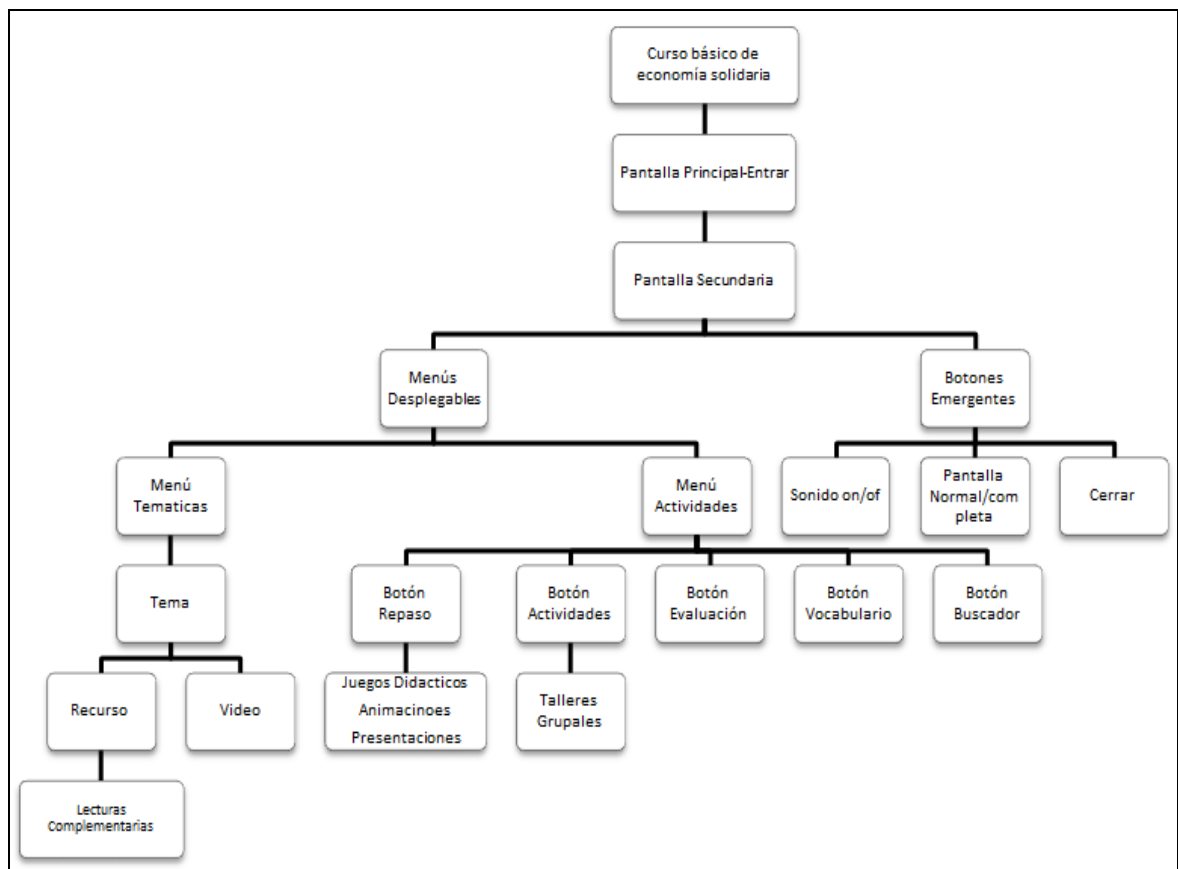 Curso básico de
economía solidaria
Pantalla Principal-Entrar
Pantalla Secundaria
Menús
Desplegables
Botones
Emergentes
Menú
Tematicas
Menú
Actividades
Sonido on/of
Pantalla
Normal/com
pleta
Cerrar
Tema
Botón
Repaso
Botón
Actividades
Botón
Evaluación
Botón
Vocabulario
Botón
Buscador
Recurso
Video
Juegos Didacticos
Animacinoes
Presentaciones
Talleres
Grupales
Lecturas
Complementarias